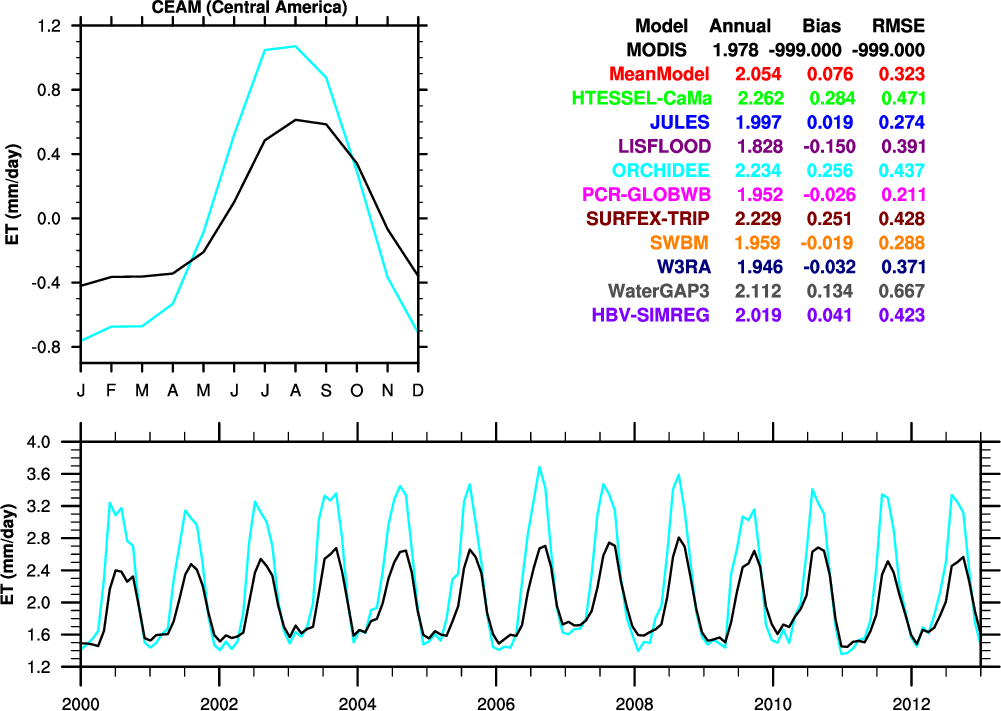 CEAM (Central America)
Model Annual Bias RMSE
MODIS 1.978 -999.000 -999.000
MeanModel 2.054 0.076 0.323
HTESSEL-CaMa 2.262 0.284 0.471
JULES 1.997 0.019 0.274
LISFLOOD 1.828 -0.150 0.391
ORCHIDEE 2.234 0.256 0.437
PCR-GLOBWB 1.952 -0.026 0.211
SURFEX-TRIP 2.229 0.251 0.428
SWBM 1.959 -0.019 0.288
W3RA 1.946 -0.032 0.371
WaterGAP3 2.112 0.134 0.667
HBV-SIMREG 2.019 0.041 0.423
ET (mm/day)
1.2
0.8
0.4
0.0
-0.4
-0.8
J F M A M J J A S O N D
ET (mm/day)
4.0
3.6
3.2
2.8
2.4
2.0
1.6
1.2
2000 2002 2004 2006 2008 2010 2012